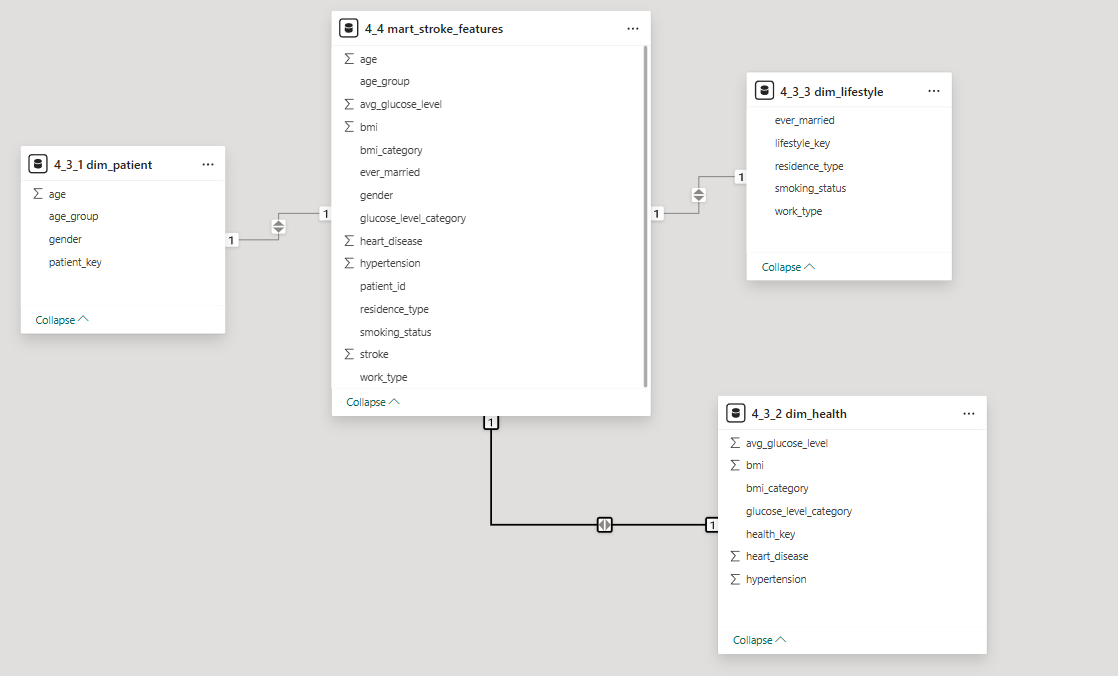 4_3_1 dim_patient
...
Σ age
age_group
gender
patient_key
Collapse
1
1
4_4 mart_stroke_features
...
Σ age
age_group
Σ avg_glucose_level
Σ bmi
bmi_category
ever_married
gender
glucose_level_category
Σ heart_disease
Σ hypertension
patient_id
residence_type
smoking_status
Σ stroke
work_type
Collapse
1
1
4_3_3 dim_lifestyle
...
ever_married
lifestyle_key
residence_type
smoking_status
work_type
Collapse
1
1
4_3_2 dim_health
...
Σ avg_glucose_level
Σ bmi
bmi_category
glucose_level_category
health_key
Σ heart_disease
Σ hypertension
Collapse